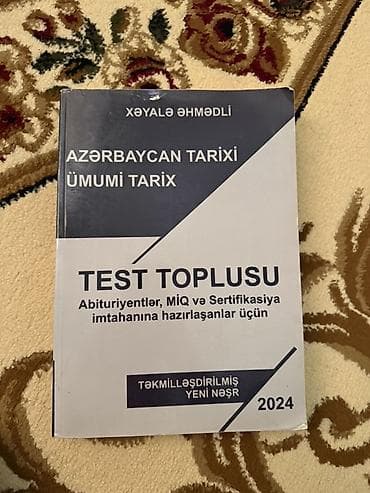 XƏYALƏ ƏHMƏDLİ
AZƏRBAYCAN TARİXİ
ÜMUMİ TARİX
TEST TOPLUSU
Abituriyentlər, MİQ və Sertifikasiya
imtahanına hazırlaşanlar üçün
TƏKMİLLƏŞDİRİLMİŞ
YENİ NƏŞR
2024